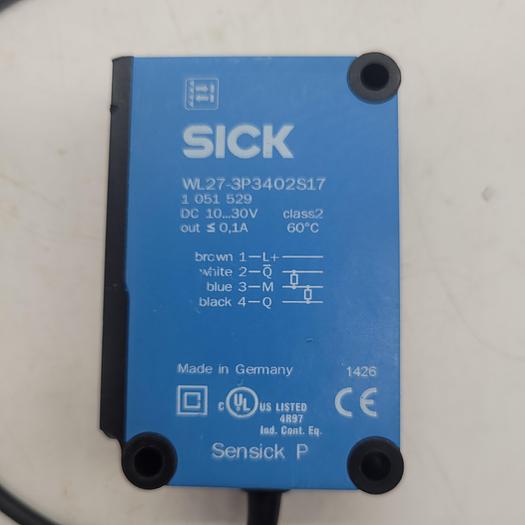 SICK
WL27-3P3402S17
1 051 529
DC 10...30V class2
out ≤ 0,1A 60°C
brown 1 L+
white 2 Q̅
blue 3 M
black 4 Q
Made in Germany 1426
C UL US LISTED CE
4R97
Ind. Cont. Eq.
Sensick P